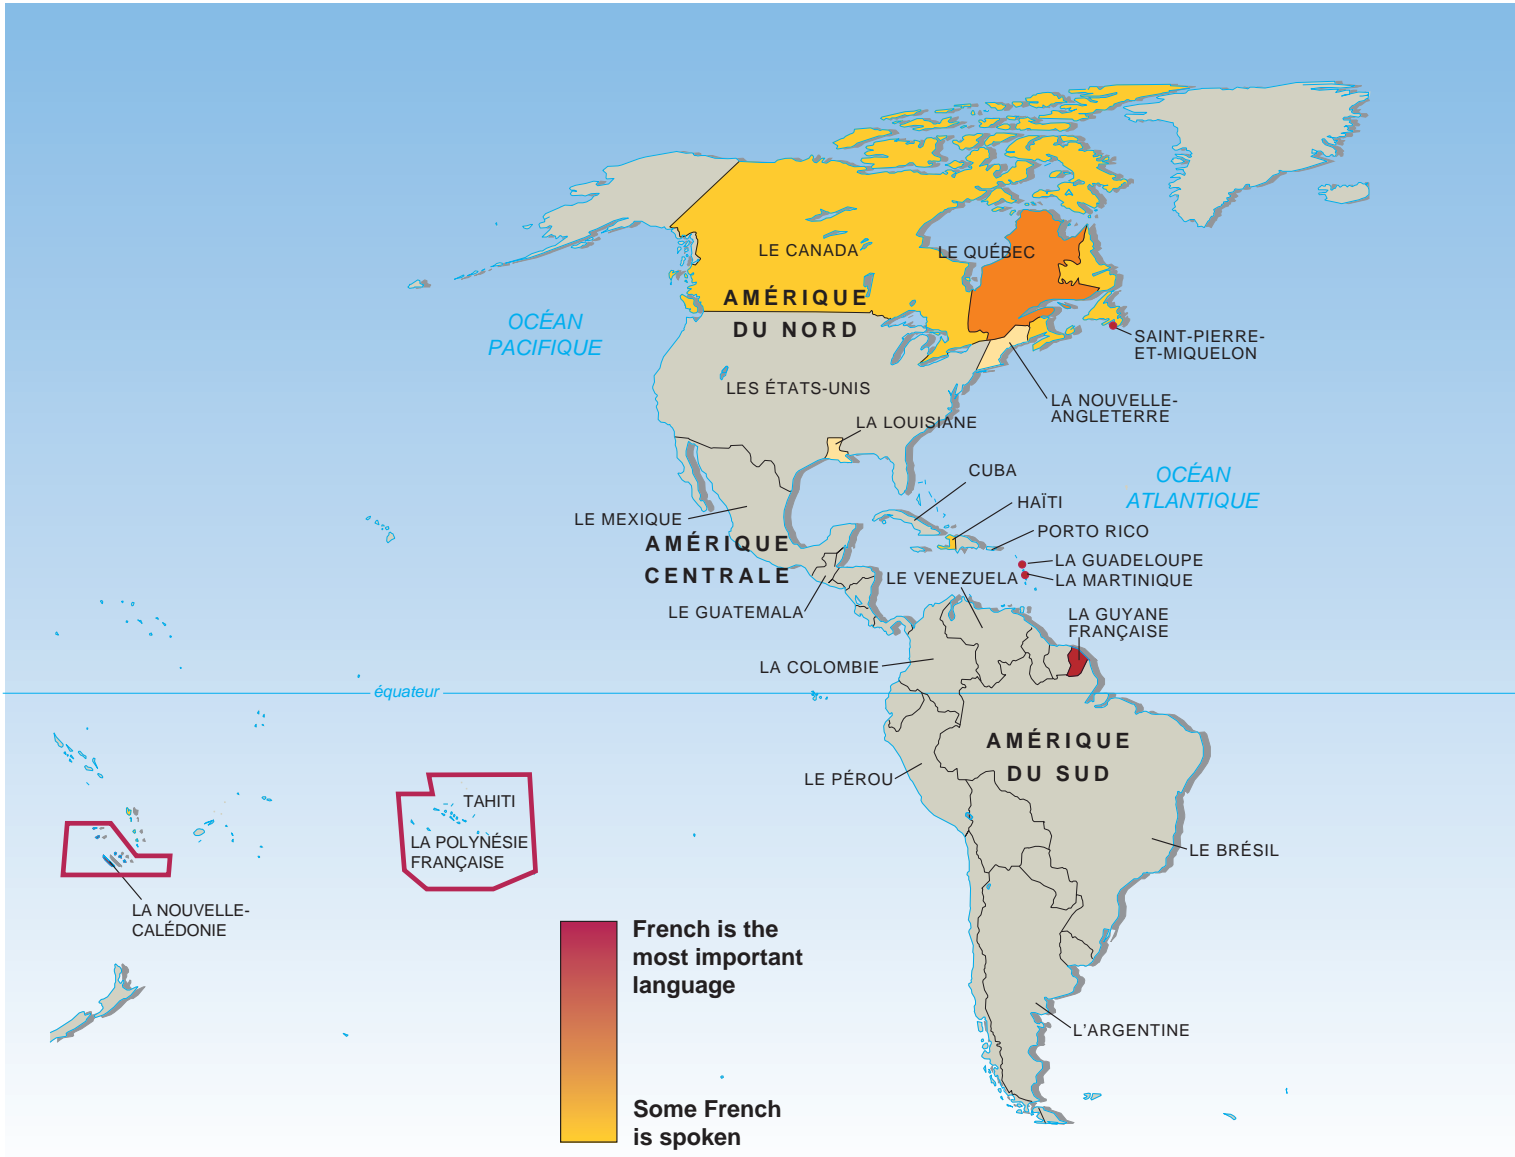 LE CANADA
LE QUÉBEC
AMÉRIQUE
DU NORD
OCÉAN
PACIFIQUE
SAINT-PIERRE-
ET-MIQUELON
LES ÉTATS-UNIS
LA NOUVELLE-
ANGLETERRE
LA LOUISIANE
CUBA
OCÉAN
ATLANTIQUE
HAÏTI
LE MEXIQUE
PORTO RICO
AMÉRIQUE
CENTRALE
LA GUADELOUPE
LE VENEZUELA
LA MARTINIQUE
LE GUATEMALA
LA GUYANE
FRANÇAISE
LA COLOMBIE
équateur
AMÉRIQUE
DU SUD
LE PÉROU
TAHITI
LA POLYNÉSIE
FRANÇAISE
LE BRÉSIL
LA NOUVELLE-
CALÉDONIE
French is the
most important
language
L'ARGENTINE
Some French
is spoken